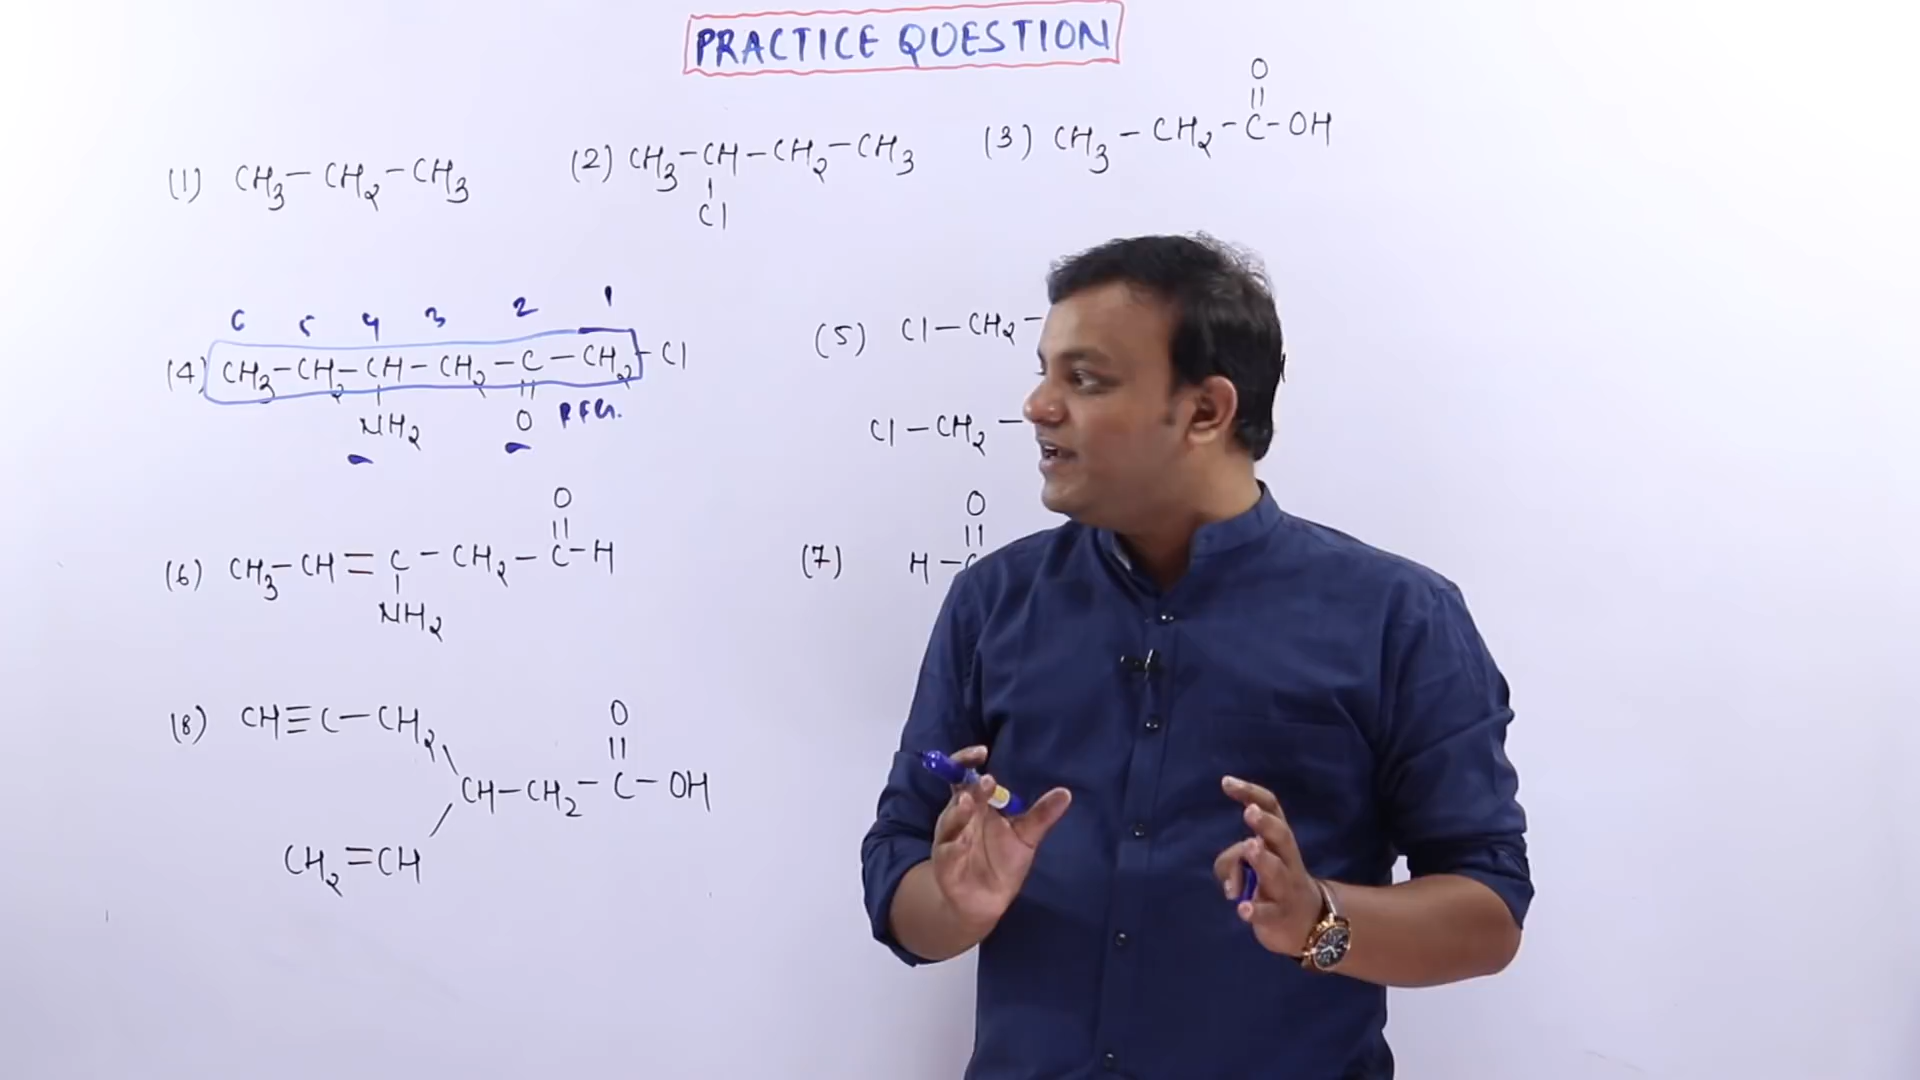 PRACTICE QUESTION
(1) CH₃-CH₂-CH₃
(2) CH₃-CH-CH₂-CH₃
Cl
(3) CH₃-CH₂-C-OH
O
6 5 4 3 2 1
(4) CH₃-CH₂-CH-CH₂-C-CH₂-Cl
NH₂ O P.F.G.
(5) Cl-CH₂-
Cl-CH₂-
O
(6) CH₃-CH=C-CH₂-C-H
NH₂
O
(7) H-C
(8) CH≡C-CH₂
O
CH-CH₂-C-OH
CH₂=CH